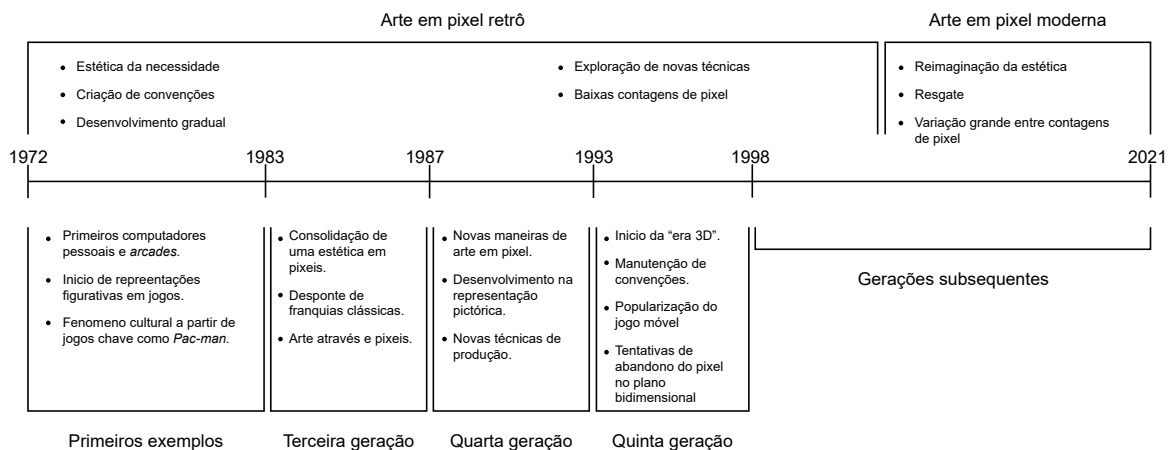 Arte em pixel retrô
Arte em pixel moderna
• Estética da necessidade
• Criação de convenções
• Desenvolvimento gradual
• Exploração de novas técnicas
• Baixas contagens de pixel
• Reimaginação da estética
• Resgate
• Variação grande entre contagens
de pixel
1972
1983
1987
1993
1998
2021
• Primeiros computadores
pessoais e arcades.
• Inicio de repreentações
figurativas em jogos.
• Fenomeno cultural a partir de
jogos chave como Pac-man.
• Consolidação de
uma estética em
pixeis.
• Desponte de
franquias clássicas.
• Arte através e pixeis.
• Novas maneiras de
arte em pixel.
• Desenvolvimento na
representação
pictórica.
• Novas técnicas de
produção.
• Inicio da “era 3D”.
• Manutenção de
convenções.
• Popularização do
jogo móvel
• Tentativas de
abandono do pixel
no plano
bidimensional
Gerações subsequentes
Primeiros exemplos
Terceira geração
Quarta geração
Quinta geração